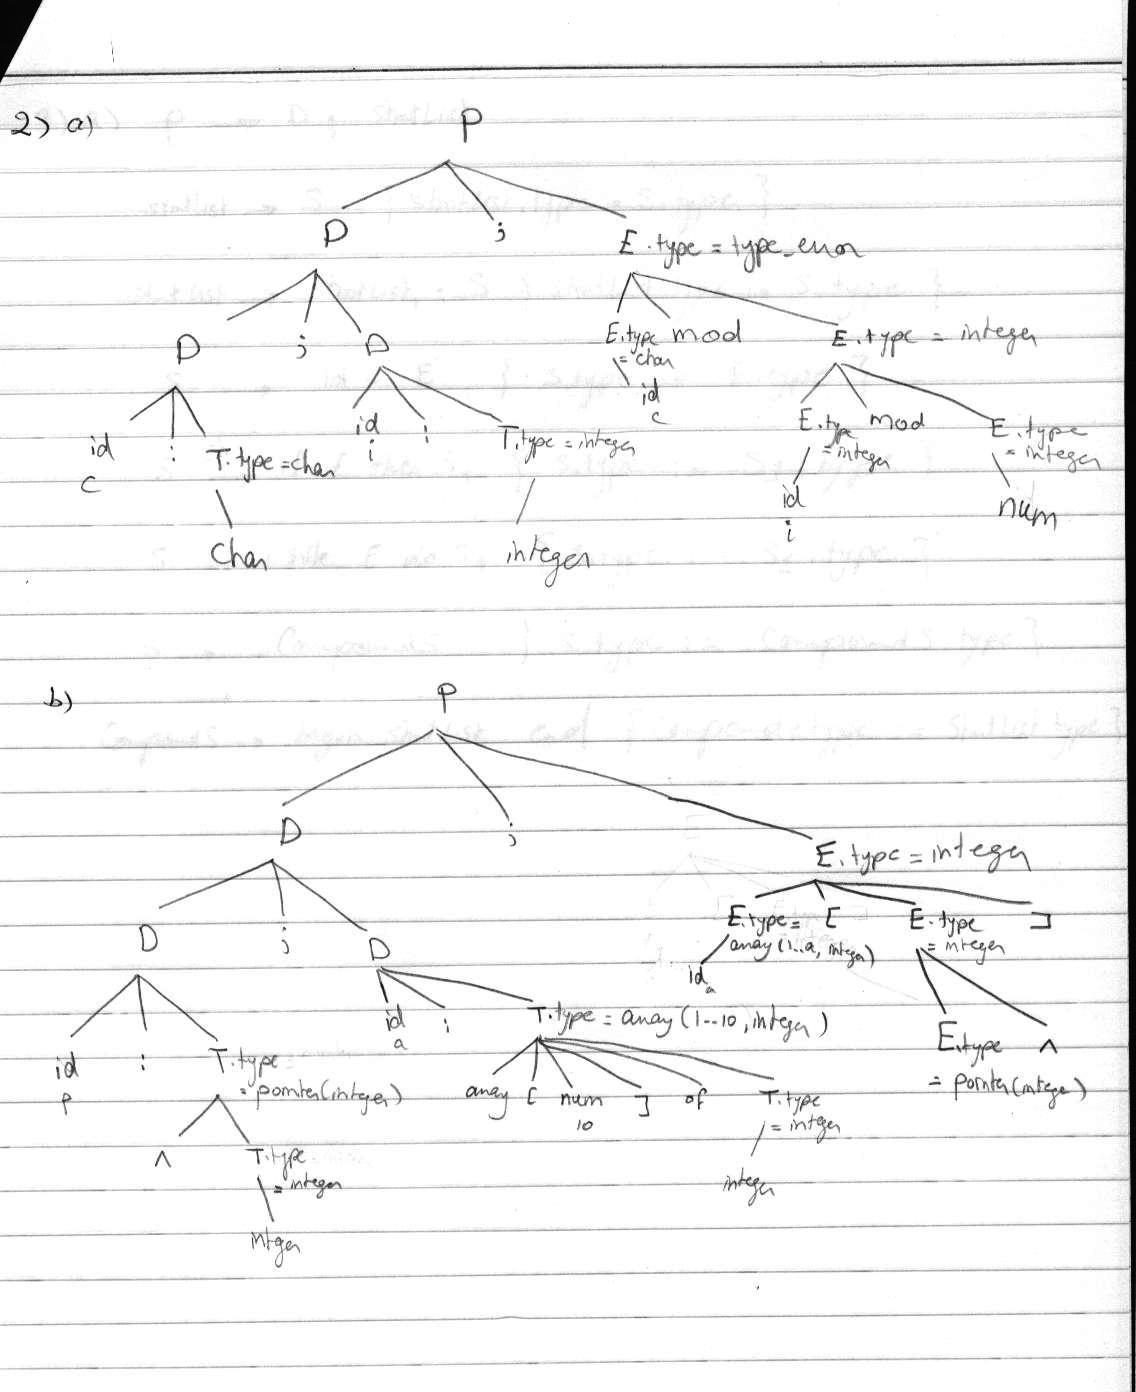 2) a)
P
D ; E.type = type_error
D ; D E.type = char mod E.type = integer
id c
id c : T.type = char id i : T.type = integer E.type = integer mod E.type = integer
id i num
char integer
b)
P
D ;
E.type = integer
D ; D E.type = array(1..a, integer) [ E.type = integer ]
id a
id a : T.type = array(1--10, integer)
id p : T.type = pointer(integer) E.type = pointer(integer) ^
array [ num 10 ] of T.type = integer
^ T.type = integer
integer
intger